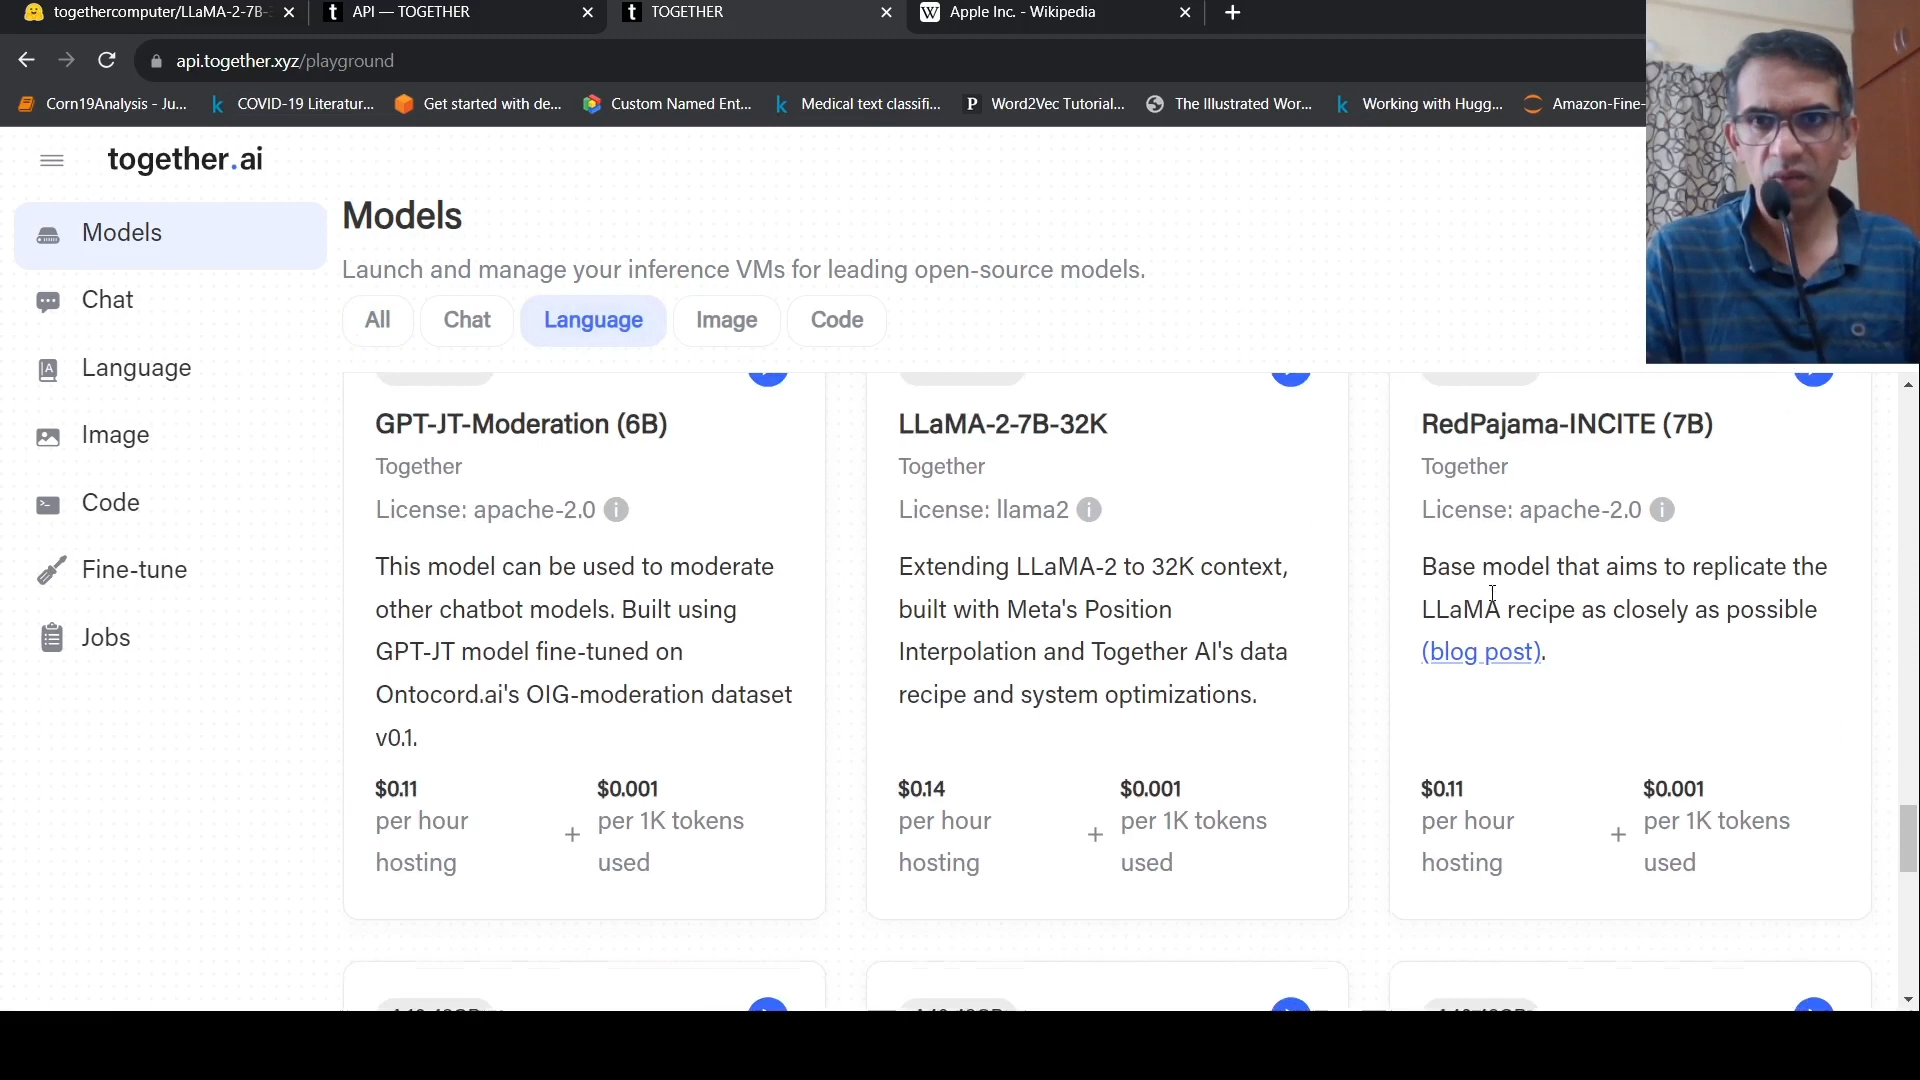 togethercomputer/LLaMA-2-7B-
API — TOGETHER
TOGETHER
W
Apple Inc. - Wikipedia
api.together.xyz/playground
Corn19Analysis - Ju...
COVID-19 Literatur...
Get started with de...
Custom Named Ent...
Medical text classifi...
Word2Vec Tutorial...
The Illustrated Wor...
Working with Hugg...
Amazon-Fine-
together.ai
Models
Chat
Language
Image
Code
Fine-tune
Jobs
Models
Launch and manage your inference VMs for leading open-source models.
All
Chat
Language
Image
Code
GPT-JT-Moderation (6B)
Together
License: apache-2.0
This model can be used to moderate
other chatbot models. Built using
GPT-JT model fine-tuned on
Ontocord.ai's OIG-moderation dataset
v0.1.
$0.11
per hour
hosting
+
$0.001
per 1K tokens
used
LLaMA-2-7B-32K
Together
License: llama2
Extending LLaMA-2 to 32K context,
built with Meta's Position
Interpolation and Together AI's data
recipe and system optimizations.
$0.14
per hour
hosting
+
$0.001
per 1K tokens
used
RedPajama-INCITE (7B)
Together
License: apache-2.0
Base model that aims to replicate the
LLaMA recipe as closely as possible
(blog post).
$0.11
per hour
hosting
+
$0.001
per 1K tokens
used